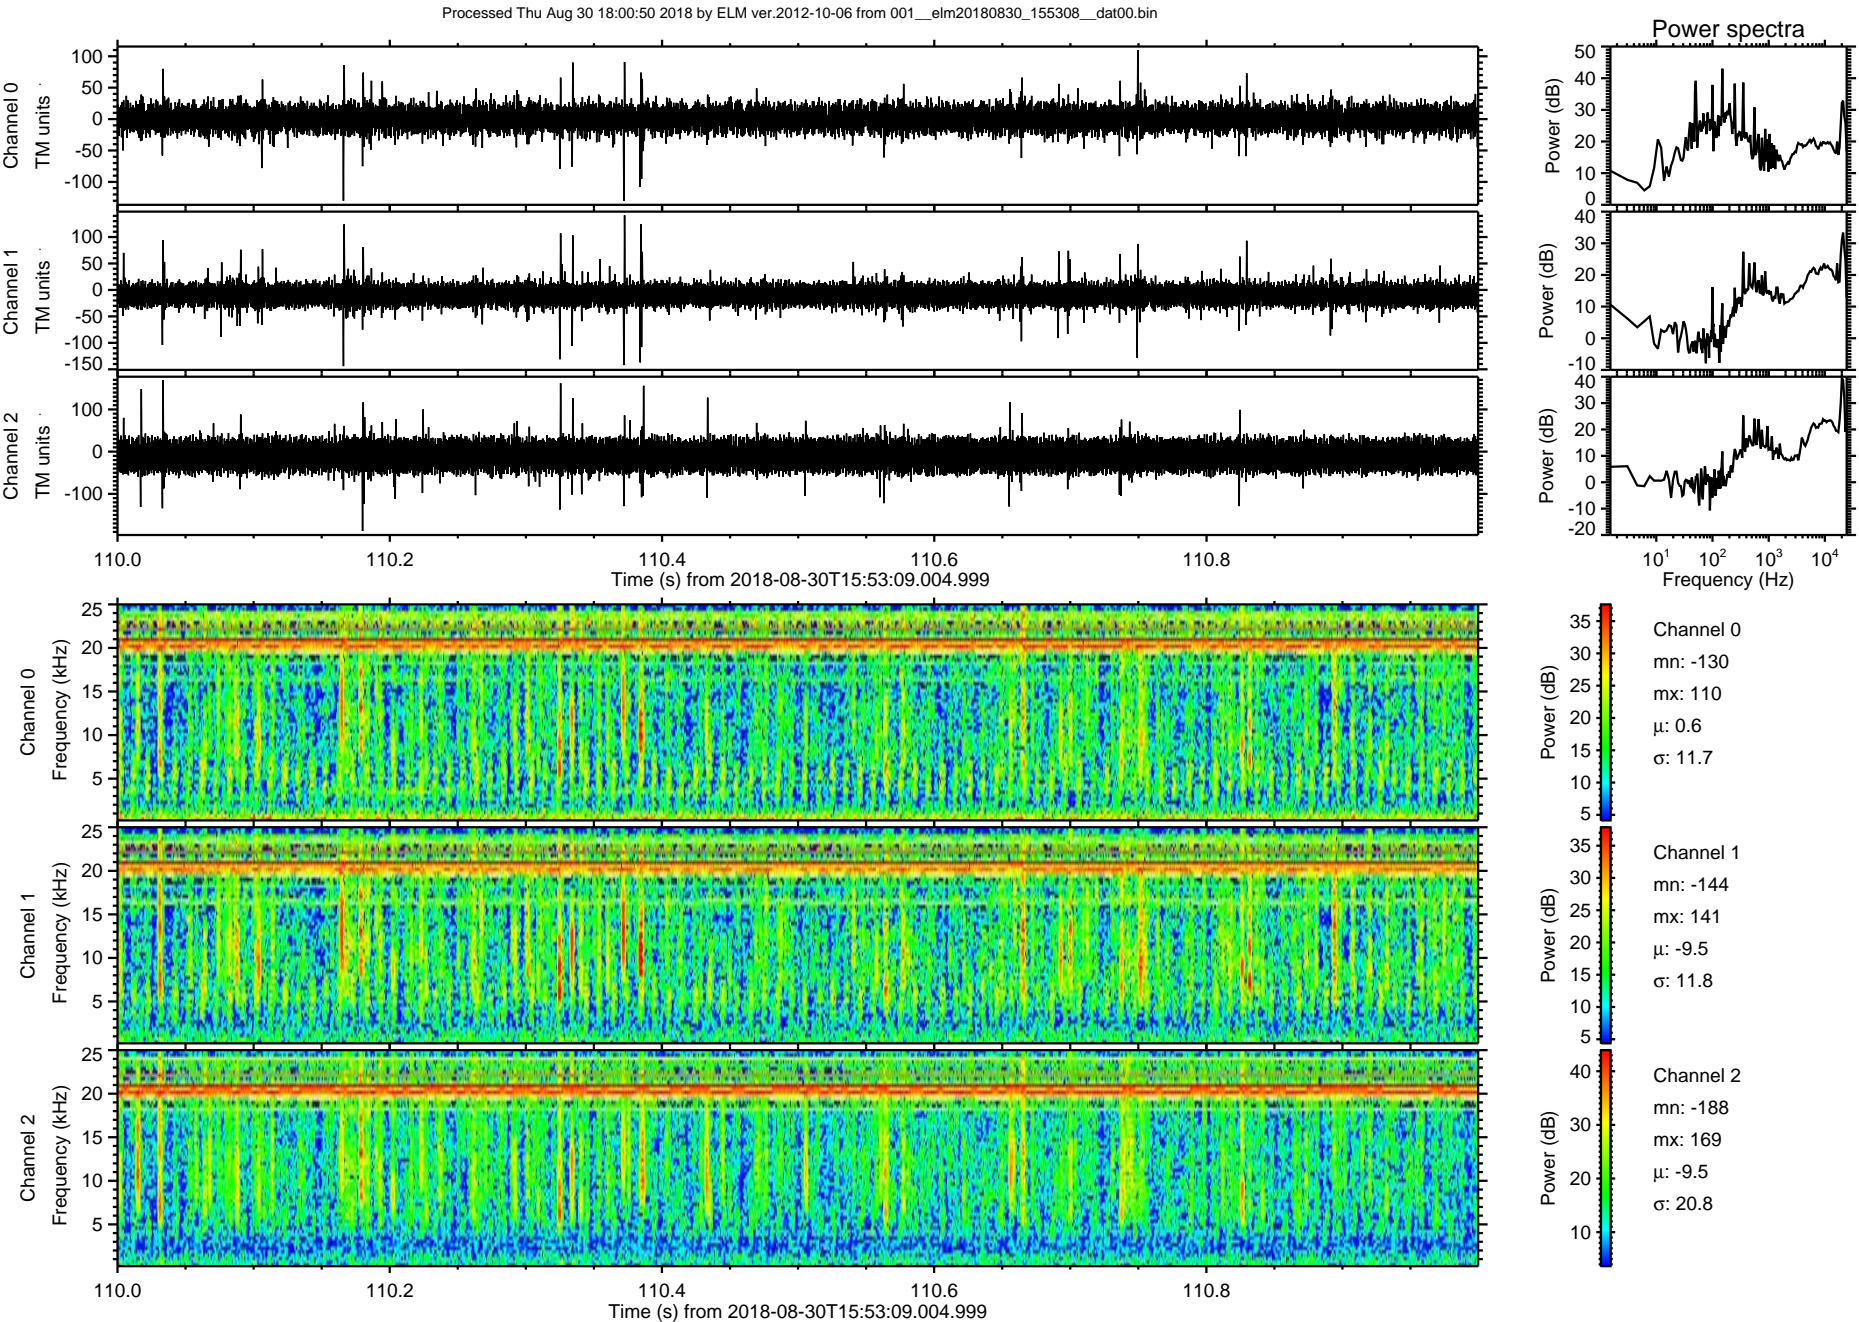 Processed Thu Aug 30 18:00:50 2018 by ELM ver.2012-10-06 from 001__elm20180830_155308__dat00.bin
Power spectra
Channel 0
TM units
100
50
0
-50
-100
Power (dB)
50
40
30
20
10
0
Channel 1
TM units
100
50
0
-50
-100
-150
Power (dB)
40
30
20
10
0
-10
Channel 2
TM units
100
0
-100
Power (dB)
40
30
20
10
0
-10
-20
110.0 110.2 110.4 110.6 110.8
Time (s) from 2018-08-30T15:53:09.004.999
10¹ 10² 10³ 10⁴
Frequency (Hz)
Channel 0
Frequency (kHz)
25
20
15
10
5
Power (dB)
35
30
25
20
15
10
5
Channel 0
mn: -130
mx: 110
μ: 0.6
σ: 11.7
Channel 1
Frequency (kHz)
25
20
15
10
5
Power (dB)
35
30
25
20
15
10
5
Channel 1
mn: -144
mx: 141
μ: -9.5
σ: 11.8
Channel 2
Frequency (kHz)
25
20
15
10
5
Power (dB)
40
30
20
10
Channel 2
mn: -188
mx: 169
μ: -9.5
σ: 20.8
110.0 110.2 110.4 110.6 110.8
Time (s) from 2018-08-30T15:53:09.004.999